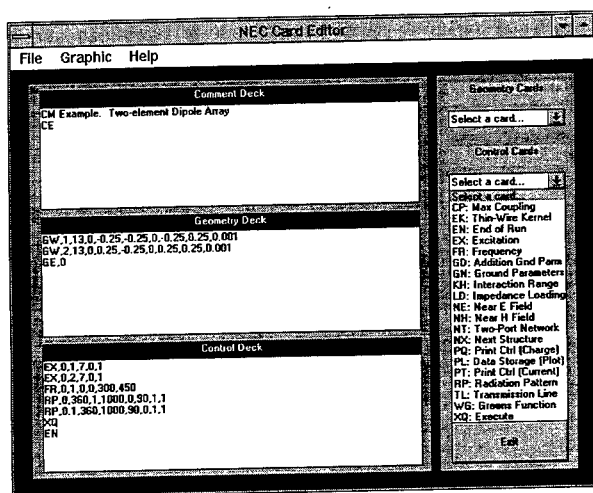 NEC Card Editor
File Graphic Help
Comment Deck
CM Example. Two-element Dipole Array
CE
Geometry Deck
GW,1,13,0,-0.25,-0.25,0,-0.25,0.25,0.001
GW,2,13,0,0.25,-0.25,0,0.25,0.25,0.001
GE,0
Control Deck
EX,0,1,7,0,1
EX,0,2,7,0,1
FR,0,1,0,0,300,450
RP,0,360,1,1000,0,90,1,1
RP,0,1,360,1000,90,0,1,1
XQ
EN
Geometry Cards
Select a card...
Control Cards
Select a card...
Select a card...
CP: Max Coupling
EK: Thin-Wire Kernel
EN: End of Run
EX: Excitation
FR: Frequency
GD: Addition Gnd Parm
GN: Ground Parameters
KH: Interaction Range
LD: Impedance Loading
NE: Near E Field
NH: Near H Field
NT: Two-Port Network
NX: Next Structure
PQ: Print Ctrl (Charge)
PL: Data Storage (Plot)
PT: Print Ctrl (Current)
RP: Radiation Pattern
TL: Transmission Line
WG: Greens Function
XQ: Execute
Exit